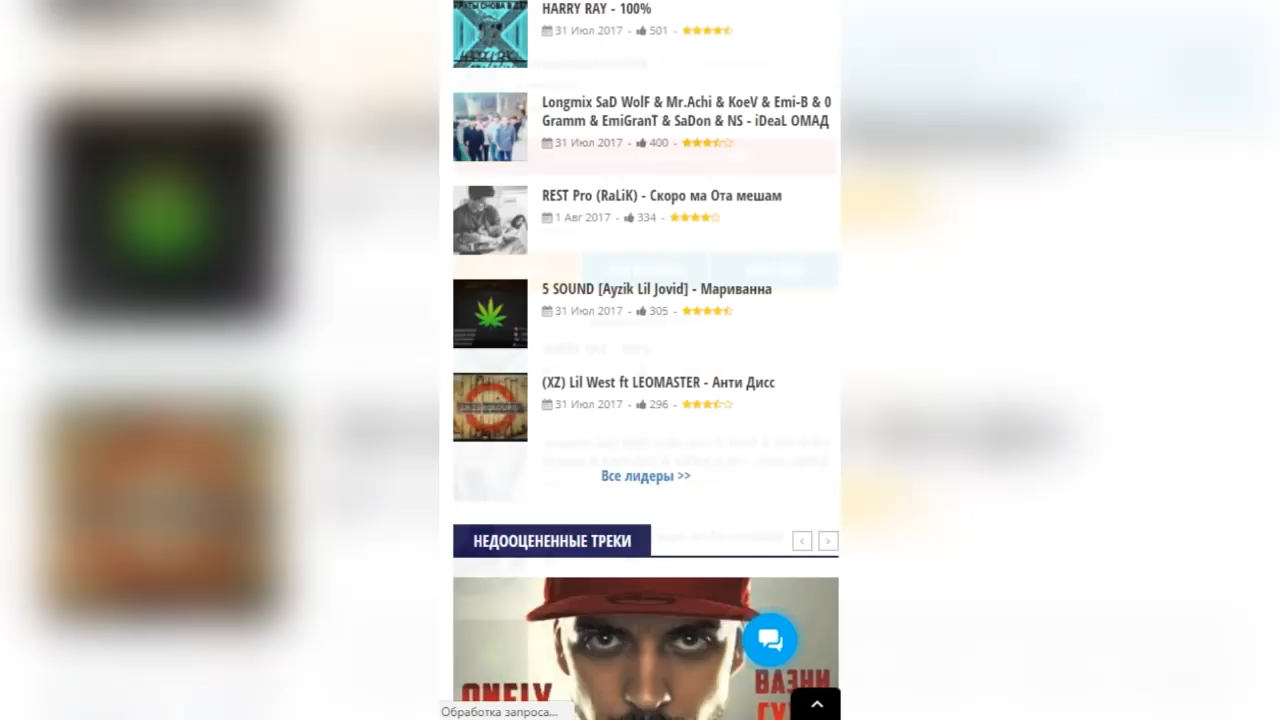 HARRY RAY - 100%
31 Июл 2017 - 501 -
Longmix SaD WolF & Mr.Achi & KoeV & Emi-B & 0
Gramm & EmiGranT & SaDon & NS - iDeaL ОМАД
31 Июл 2017 - 400 -
REST Pro (RaLiK) - Скоро ма Ота мешам
1 Авг 2017 - 334 -
5 SOUND [Ayzik Lil Jovid] - Мариванна
31 Июл 2017 - 305 -
(XZ) Lil West ft LEOMASTER - Анти Дисс
31 Июл 2017 - 296 -
Все лидеры >>
НЕДООЦЕНЕННЫЕ ТРЕКИ
ONELY
ВАЗНИ
Обработка запроса...